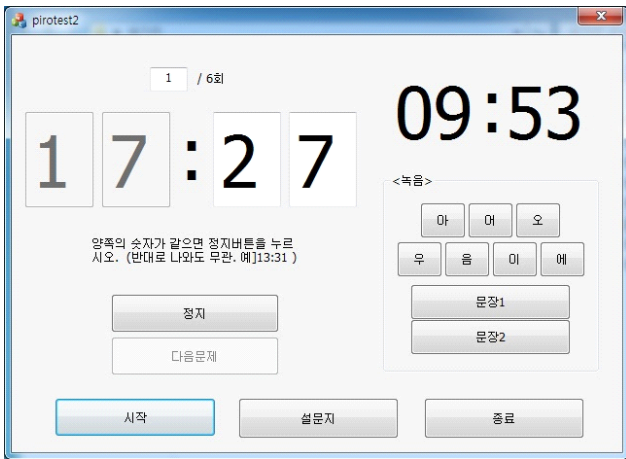 pirotest2
1 / 6회
17:27
09:53
양쪽의 숫자가 같으면 정지버튼을 누르
시오. (반대로 나와도 무관. 예]13:31 )
정지
다음문제
<녹음>
아 여 오
우 음 이 에
문장1
문장2
시작 설문지 종료